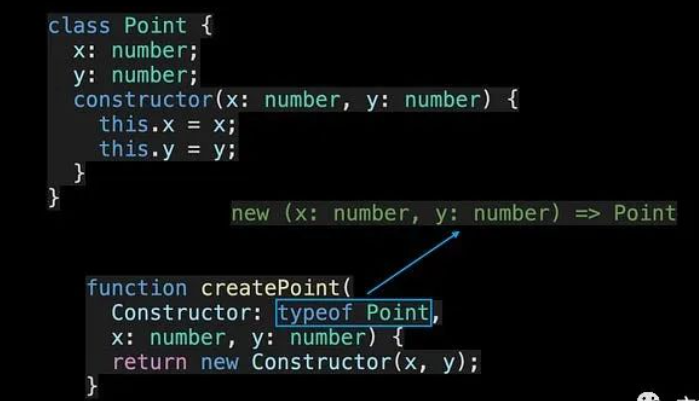 class Point {
  x: number;
  y: number;
  constructor(x: number, y: number) {
    this.x = x;
    this.y = y;
  }
}
new (x: number, y: number) => Point
function createPoint(
  Constructor: typeof Point,
  x: number, y: number) {
  return new Constructor(x, y);
}